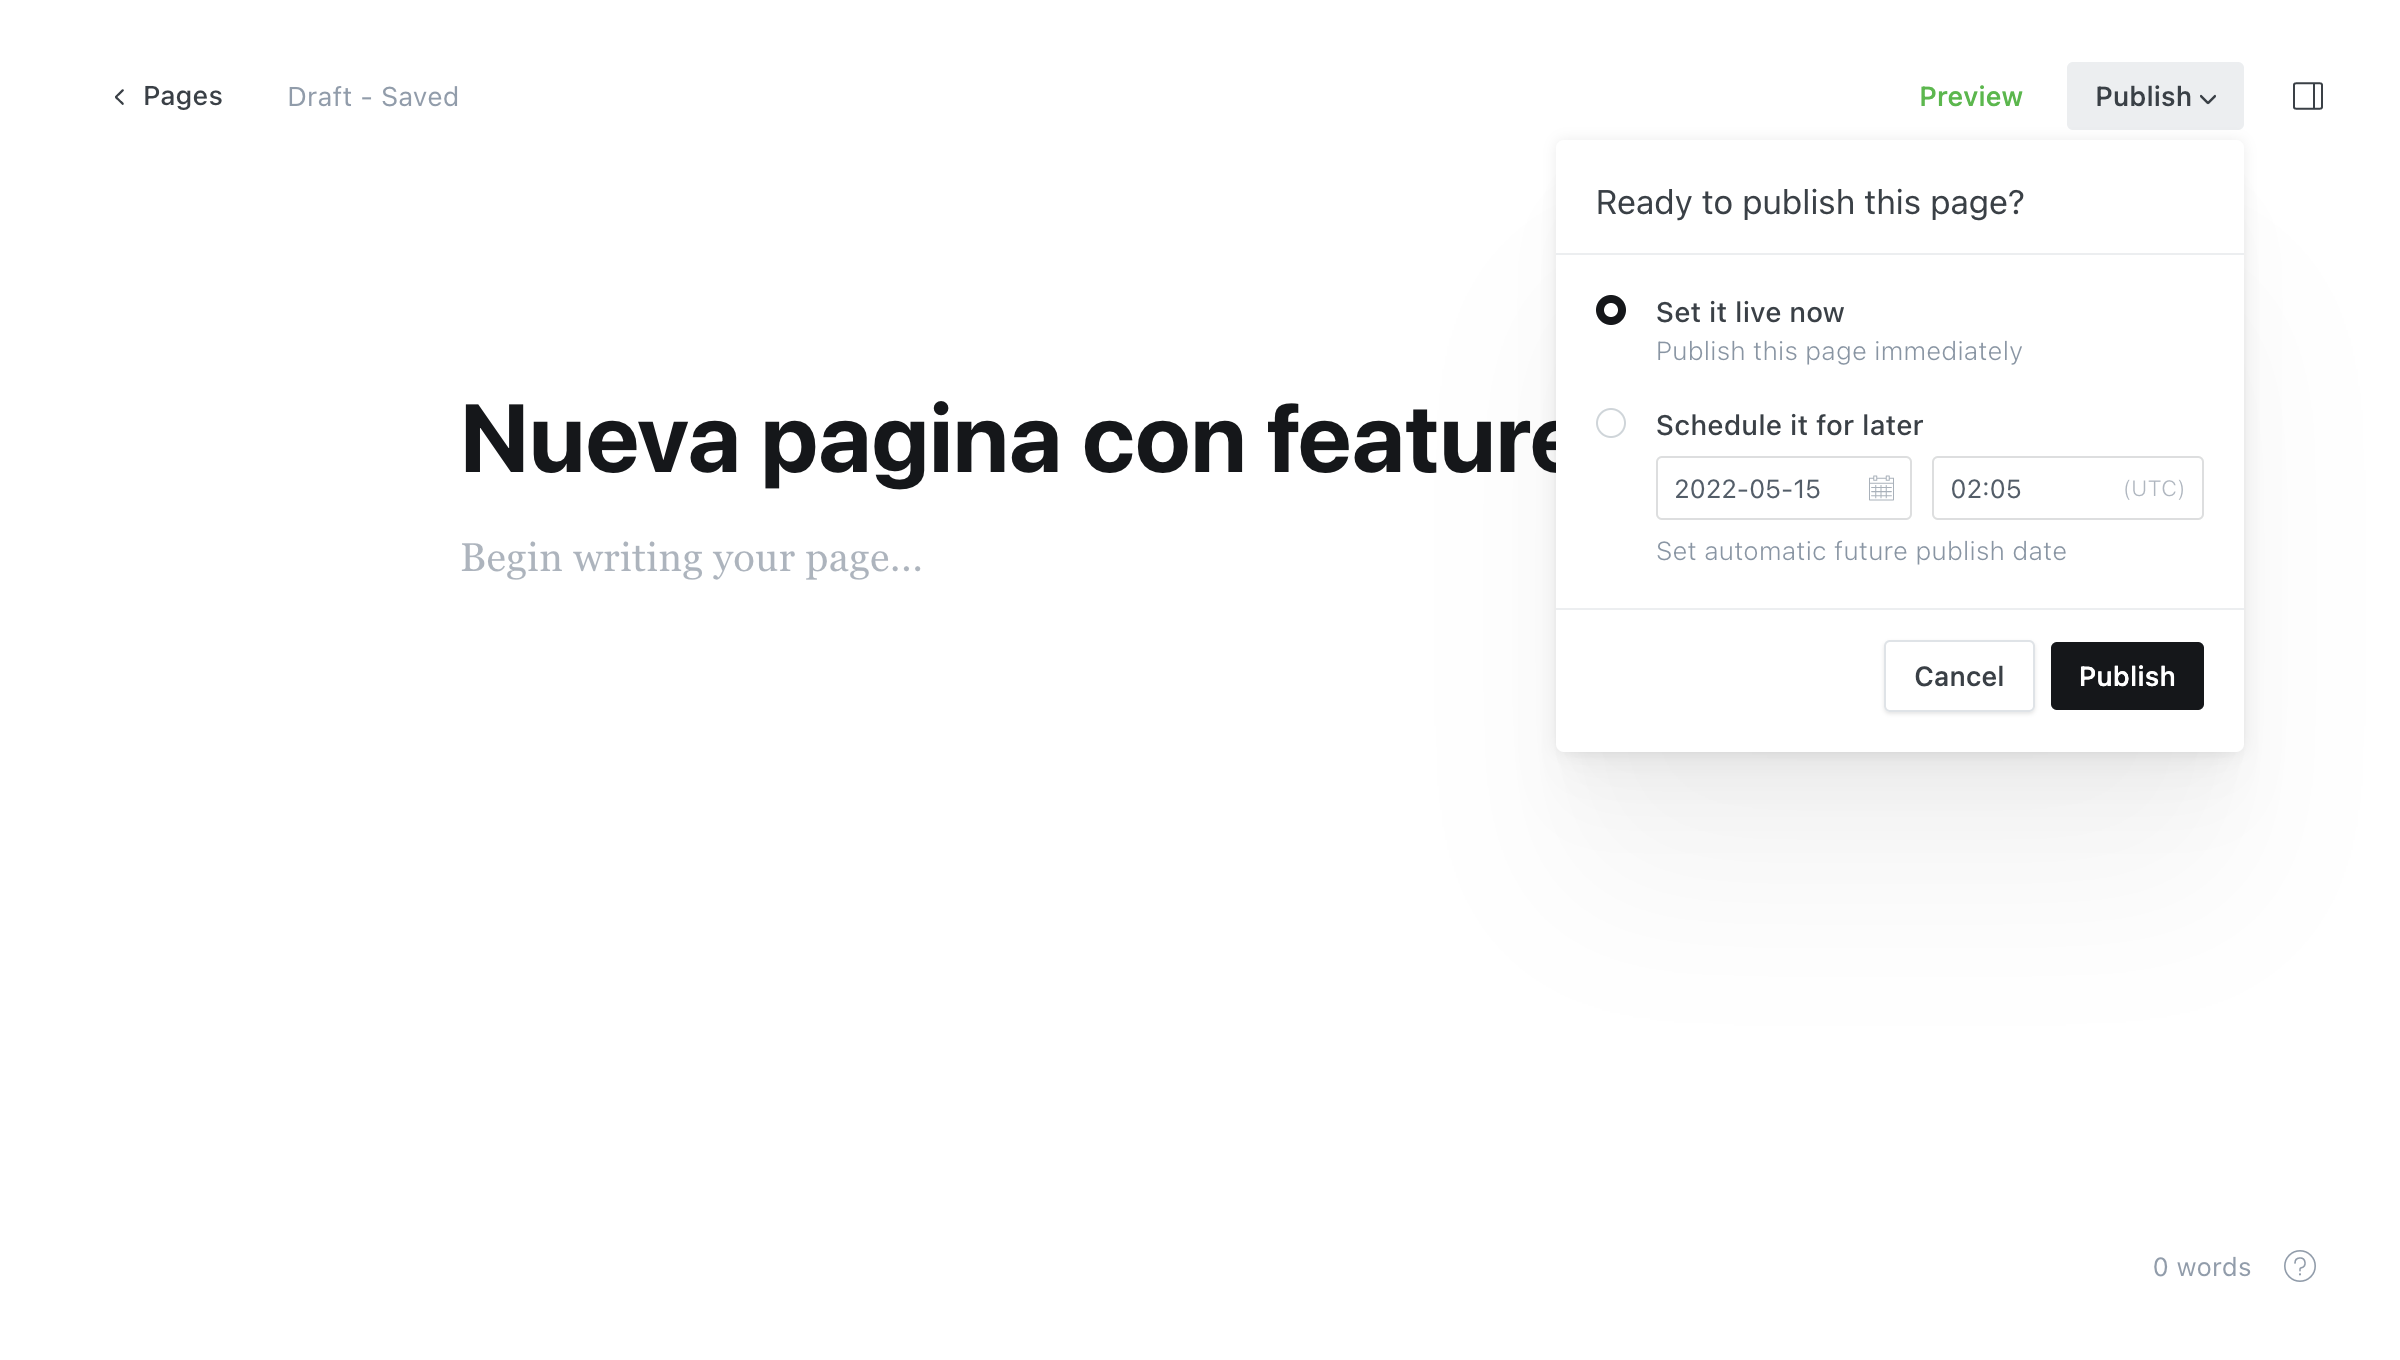 Pages
Draft - Saved
Preview
Publish
Ready to publish this page?
Set it live now
Publish this page immediately
Schedule it for later
2022-05-15
02:05
(UTC)
Set automatic future publish date
Cancel
Publish
Nueva pagina con feature
Begin writing your page...
0 words
?